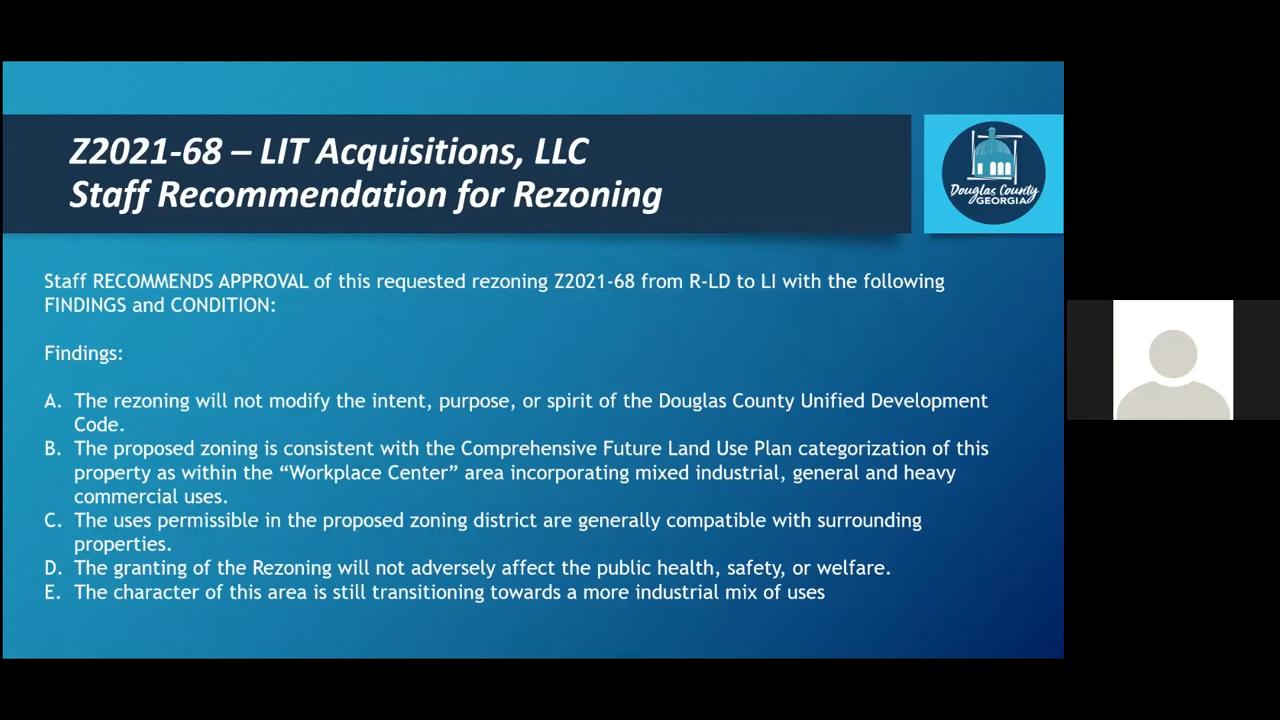 Z2021-68 – LIT Acquisitions, LLC
Staff Recommendation for Rezoning
Douglas County
GEORGIA
Staff RECOMMENDS APPROVAL of this requested rezoning Z2021-68 from R-LD to LI with the following
FINDINGS and CONDITION:
Findings:
A. The rezoning will not modify the intent, purpose, or spirit of the Douglas County Unified Development
Code.
B. The proposed zoning is consistent with the Comprehensive Future Land Use Plan categorization of this
property as within the “Workplace Center” area incorporating mixed industrial, general and heavy
commercial uses.
C. The uses permissible in the proposed zoning district are generally compatible with surrounding
properties.
D. The granting of the Rezoning will not adversely affect the public health, safety, or welfare.
E. The character of this area is still transitioning towards a more industrial mix of uses